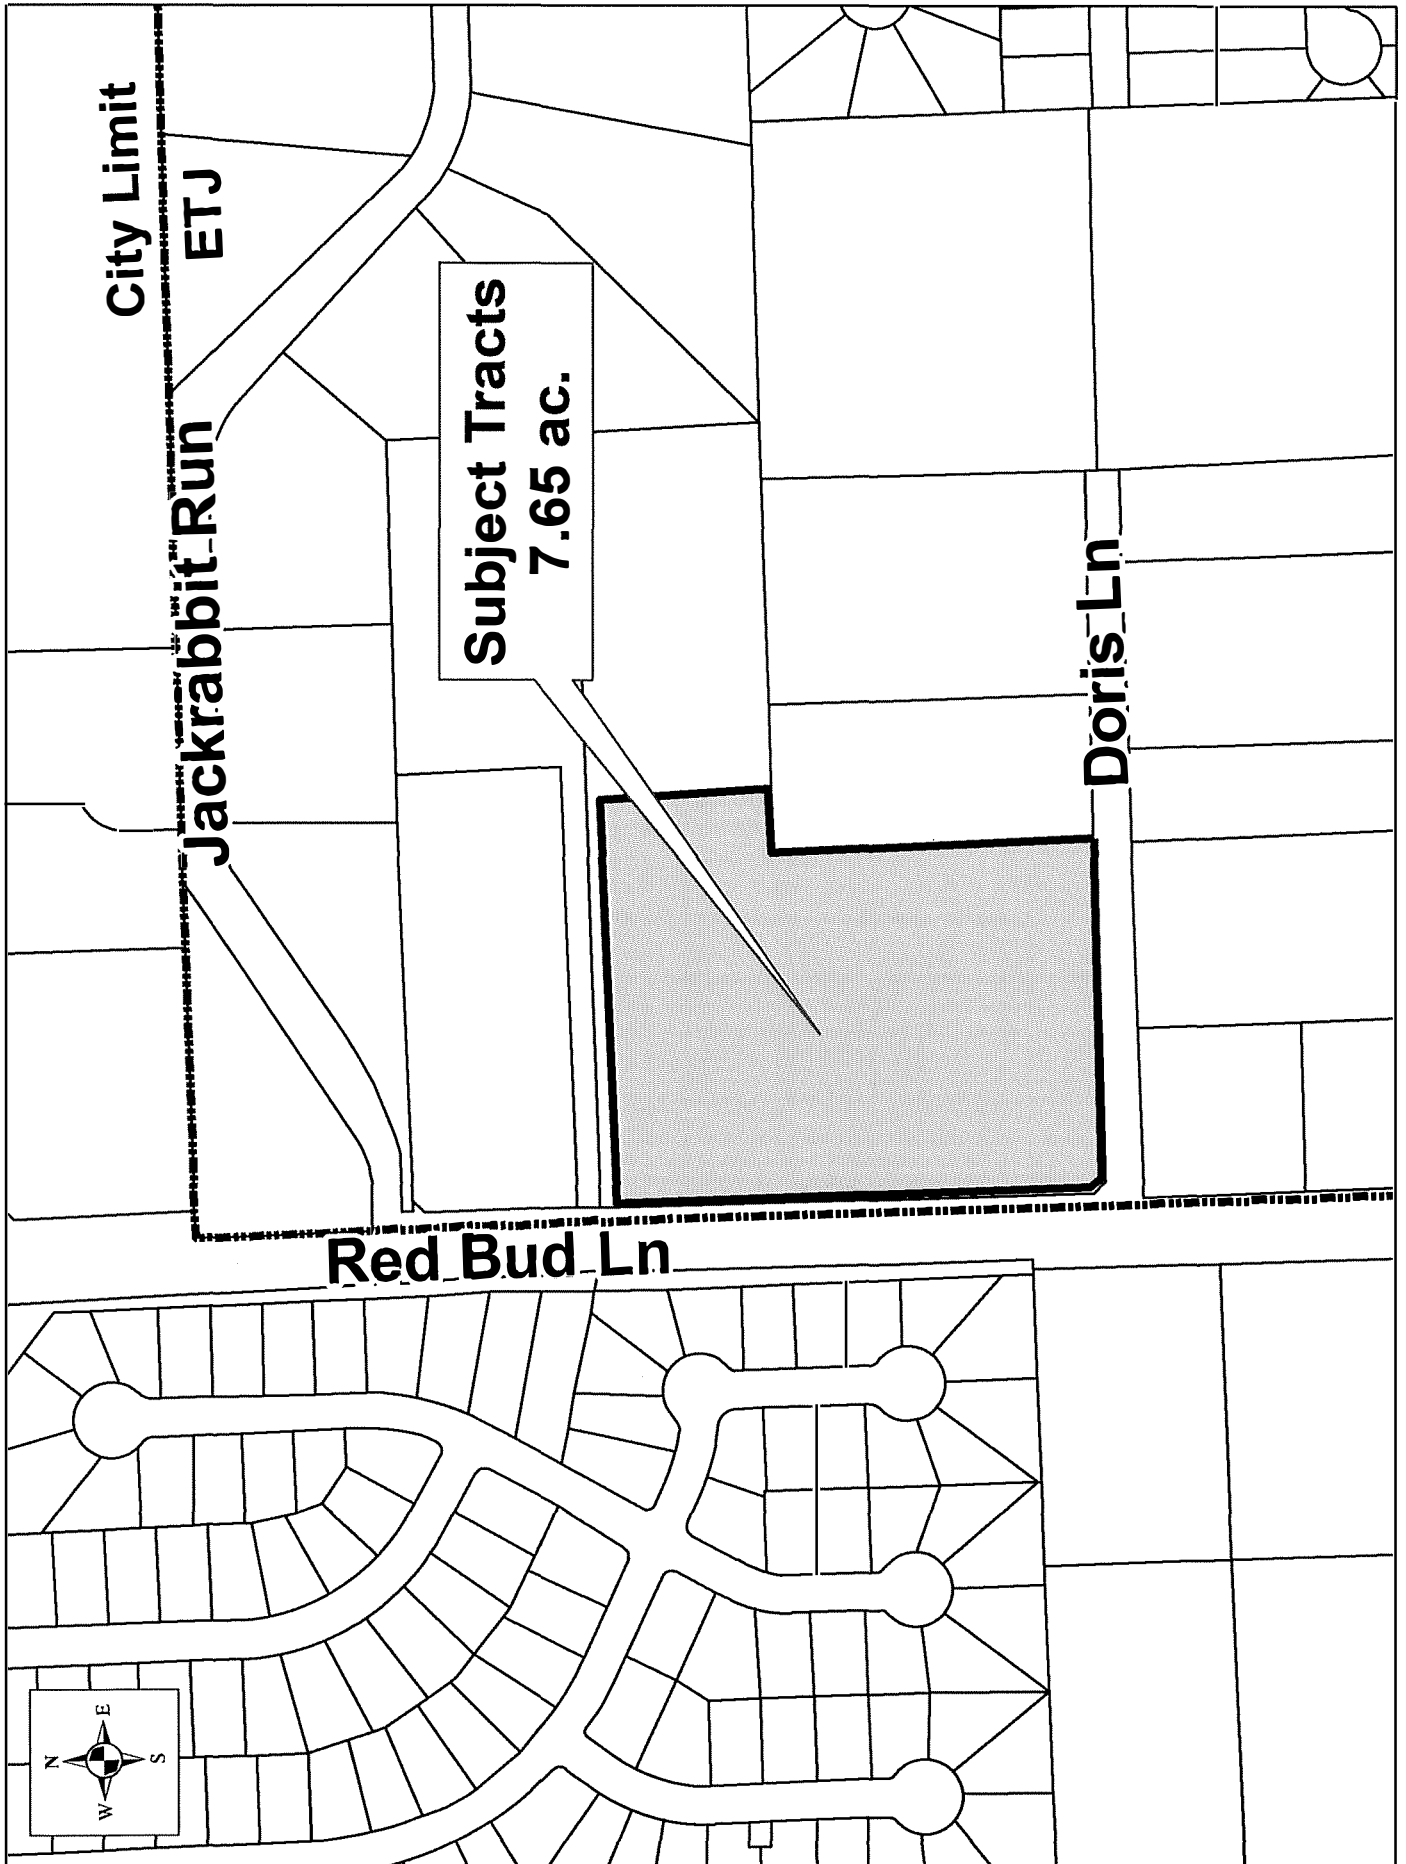 City Limit
ETJ
Jackrabbit Run
Subject Tracts
7.65 ac.
Doris Ln
Red Bud Ln
N
E
S
W